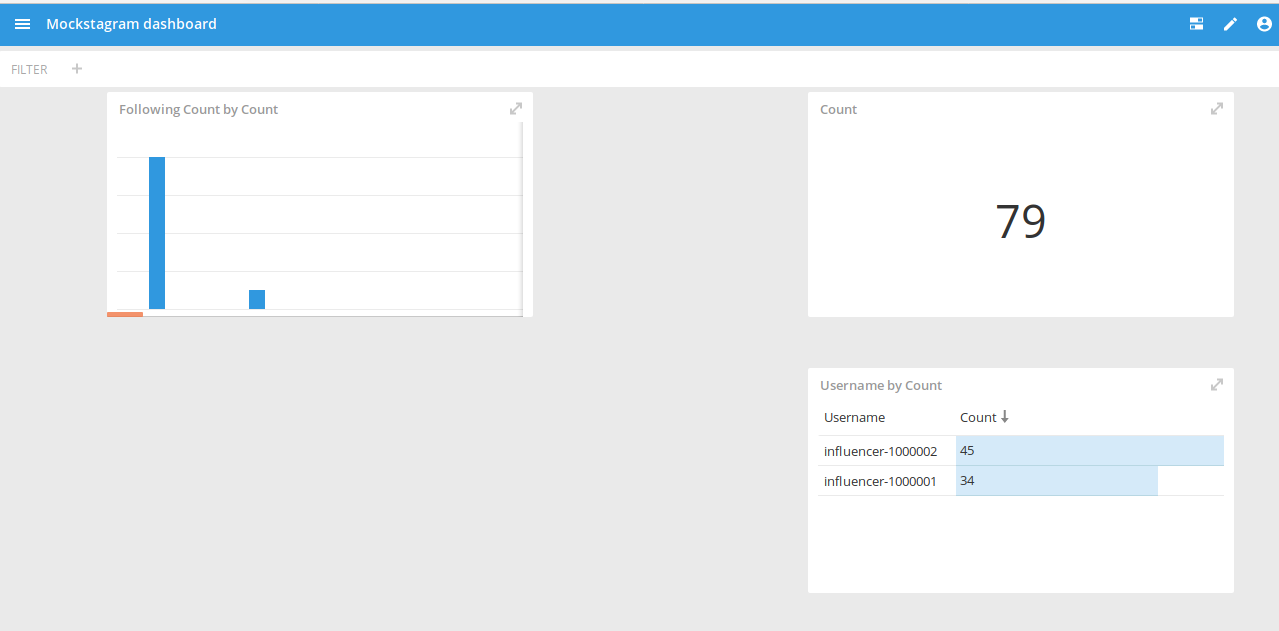 Mockstagram dashboard
FILTER +
Following Count by Count
Count
79
Username by Count
Username Count
influencer-1000002 45
influencer-1000001 34